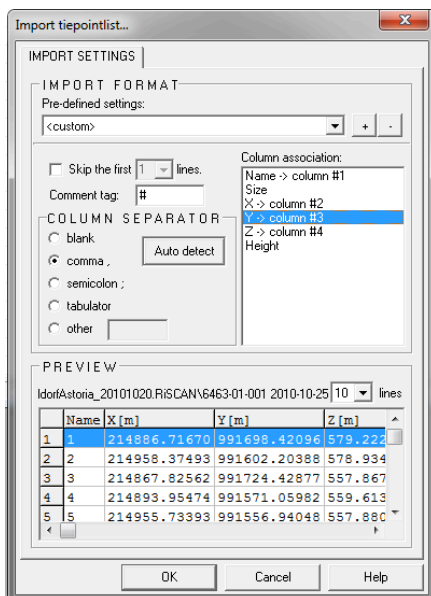 Import tiepointlist...
IMPORT SETTINGS
IMPORT FORMAT
Pre-defined settings:
<custom>
+ -
Skip the first 1 lines.
Comment tag: #
Column association:
Name -> column #1
Size
X -> column #2
Y -> column #3
Z -> column #4
Height
COLUMN SEPARATOR
blank
comma ,
semicolon ;
tabulator
other
Auto detect
PREVIEW
ldorfAstoria_20101020.RiSCAN\6463-01-001 2010-10-25 10 lines
Name X [m] Y [m] Z [m]
1 1 214886.71670 991698.42096 579.222
2 2 214958.37493 991602.20388 578.934
3 3 214867.82562 991724.42877 557.867
4 4 214893.95474 991571.05982 559.613
5 5 214955.73393 991556.94048 557.880
OK Cancel Help